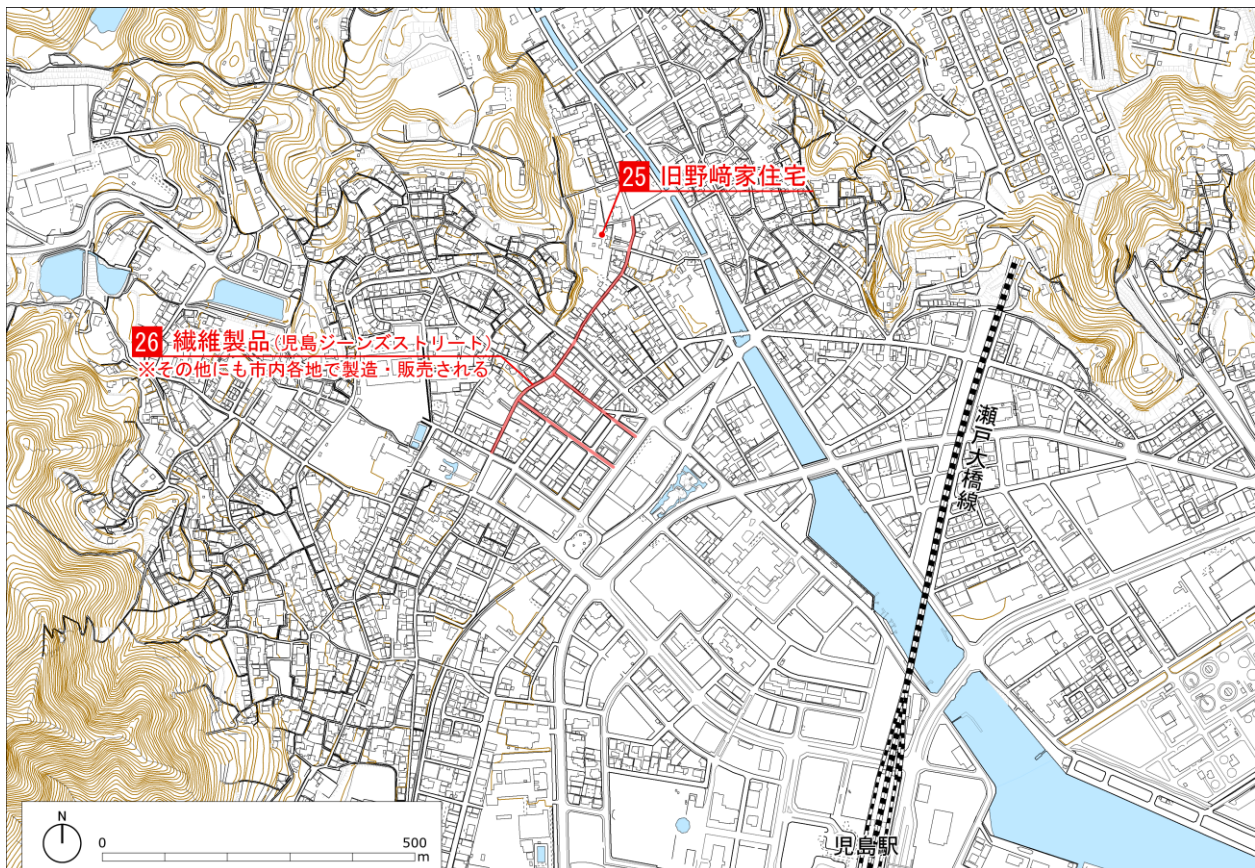 25 旧野﨑家住宅
26 繊維製品(児島ジーンズストリート)
※その他にも市内各地で製造・販売される
瀬戸大橋線
児島駅
N
0 500
m